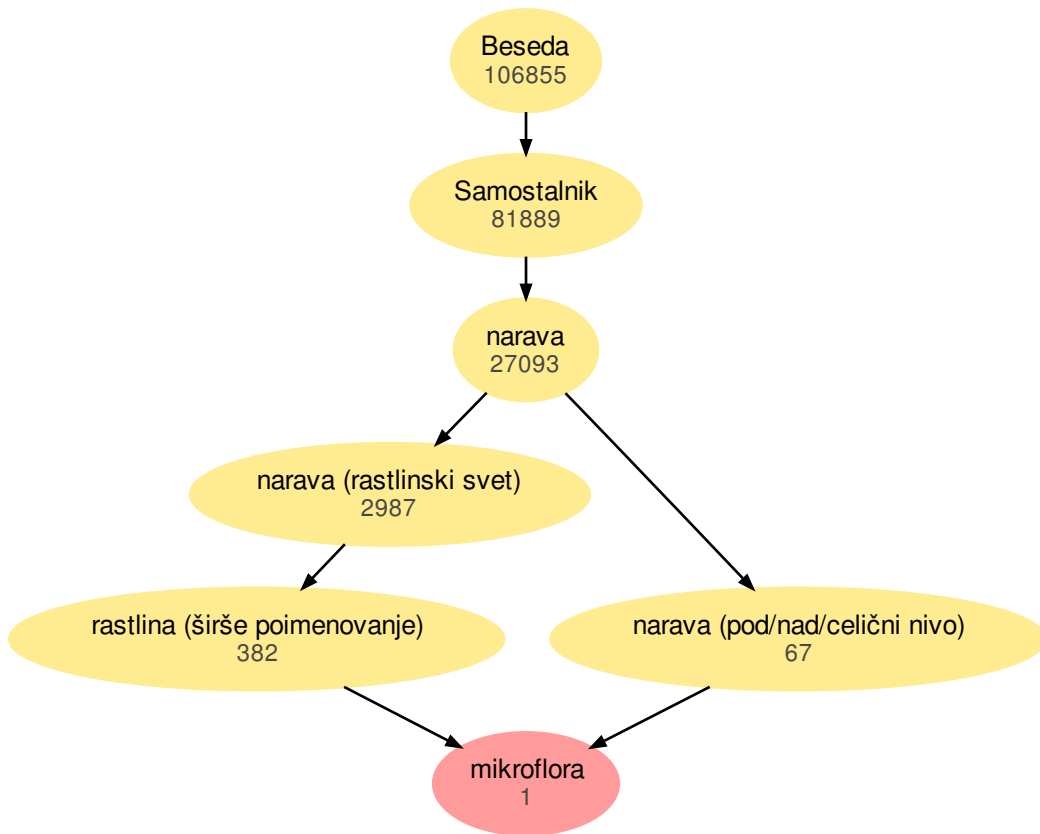 Beseda
106855
Samostalnik
81889
narava
27093
narava (rastlinski svet)
2987
rastlina (širše poimenovanje)
382
narava (pod/nad/celični nivo)
67
mikroflora
1